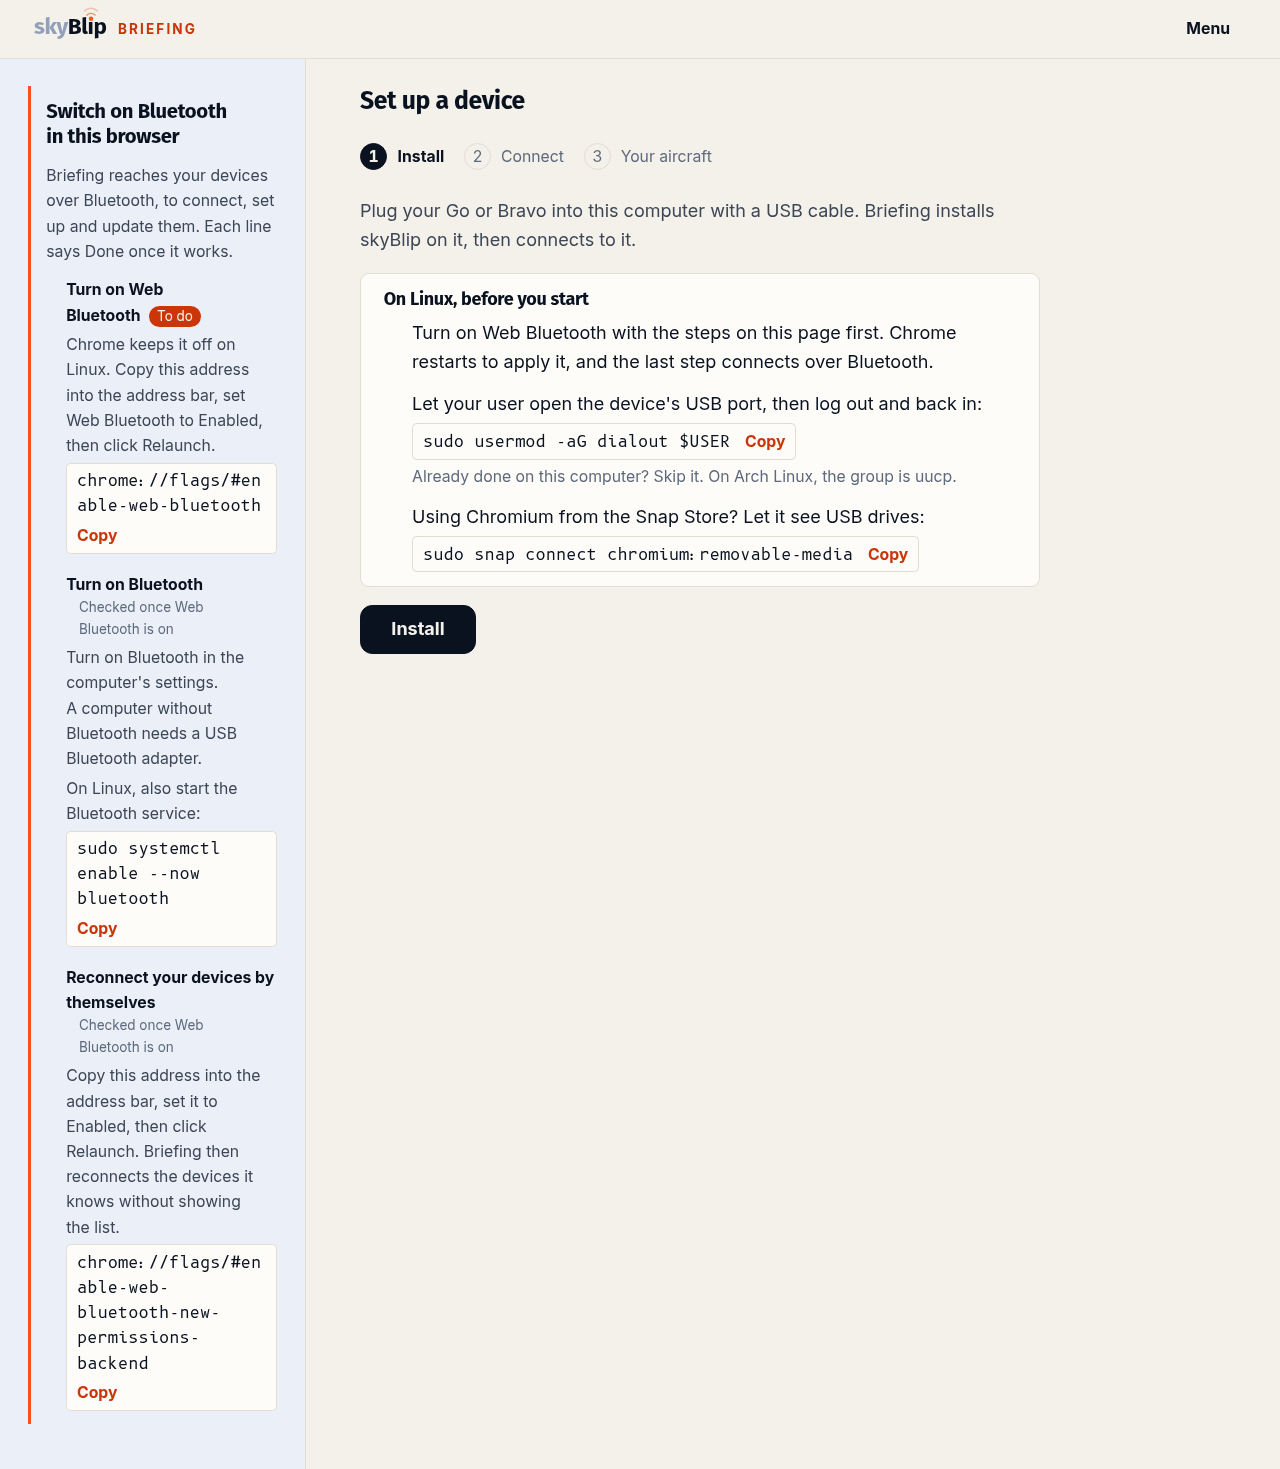 skyBlip BRIEFING
Menu
Switch on Bluetooth
in this browser
Briefing reaches your devices
over Bluetooth, to connect, set
up and update them. Each line
says Done once it works.
Turn on Web
Bluetooth To do
Chrome keeps it off on
Linux. Copy this address
into the address bar, set
Web Bluetooth to Enabled,
then click Relaunch.
chrome://flags/#en
able-web-bluetooth
Copy
Turn on Bluetooth
Checked once Web
Bluetooth is on
Turn on Bluetooth in the
computer's settings.
A computer without
Bluetooth needs a USB
Bluetooth adapter.
On Linux, also start the
Bluetooth service:
sudo systemctl
enable --now
bluetooth
Copy
Reconnect your devices by
themselves
Checked once Web
Bluetooth is on
Copy this address into the
address bar, set it to
Enabled, then click
Relaunch. Briefing then
reconnects the devices it
knows without showing
the list.
chrome://flags/#en
able-web-
bluetooth-new-
permissions-
backend
Copy
Set up a device
1 Install 2 Connect 3 Your aircraft
Plug your Go or Bravo into this computer with a USB cable. Briefing installs
skyBlip on it, then connects to it.
On Linux, before you start
Turn on Web Bluetooth with the steps on this page first. Chrome
restarts to apply it, and the last step connects over Bluetooth.
Let your user open the device's USB port, then log out and back in:
sudo usermod -aG dialout $USER Copy
Already done on this computer? Skip it. On Arch Linux, the group is uucp.
Using Chromium from the Snap Store? Let it see USB drives:
sudo snap connect chromium:removable-media Copy
Install